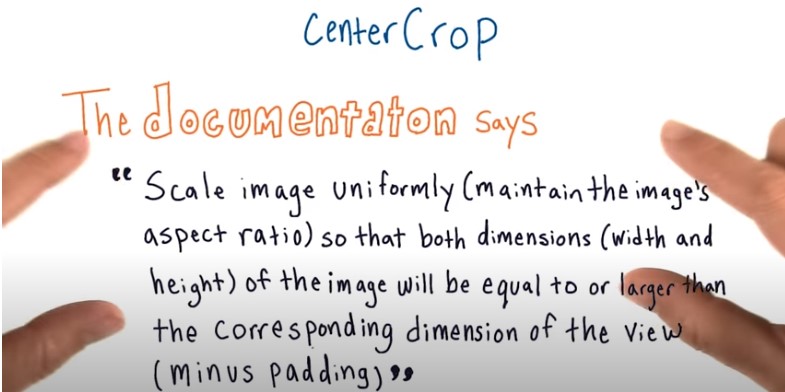 CenterCrop
The documentaton says
“Scale image uniformly (maintain the image's
aspect ratio) so that both dimensions (width and
height) of the image will be equal to or larger than
the corresponding dimension of the view
(minus padding)”